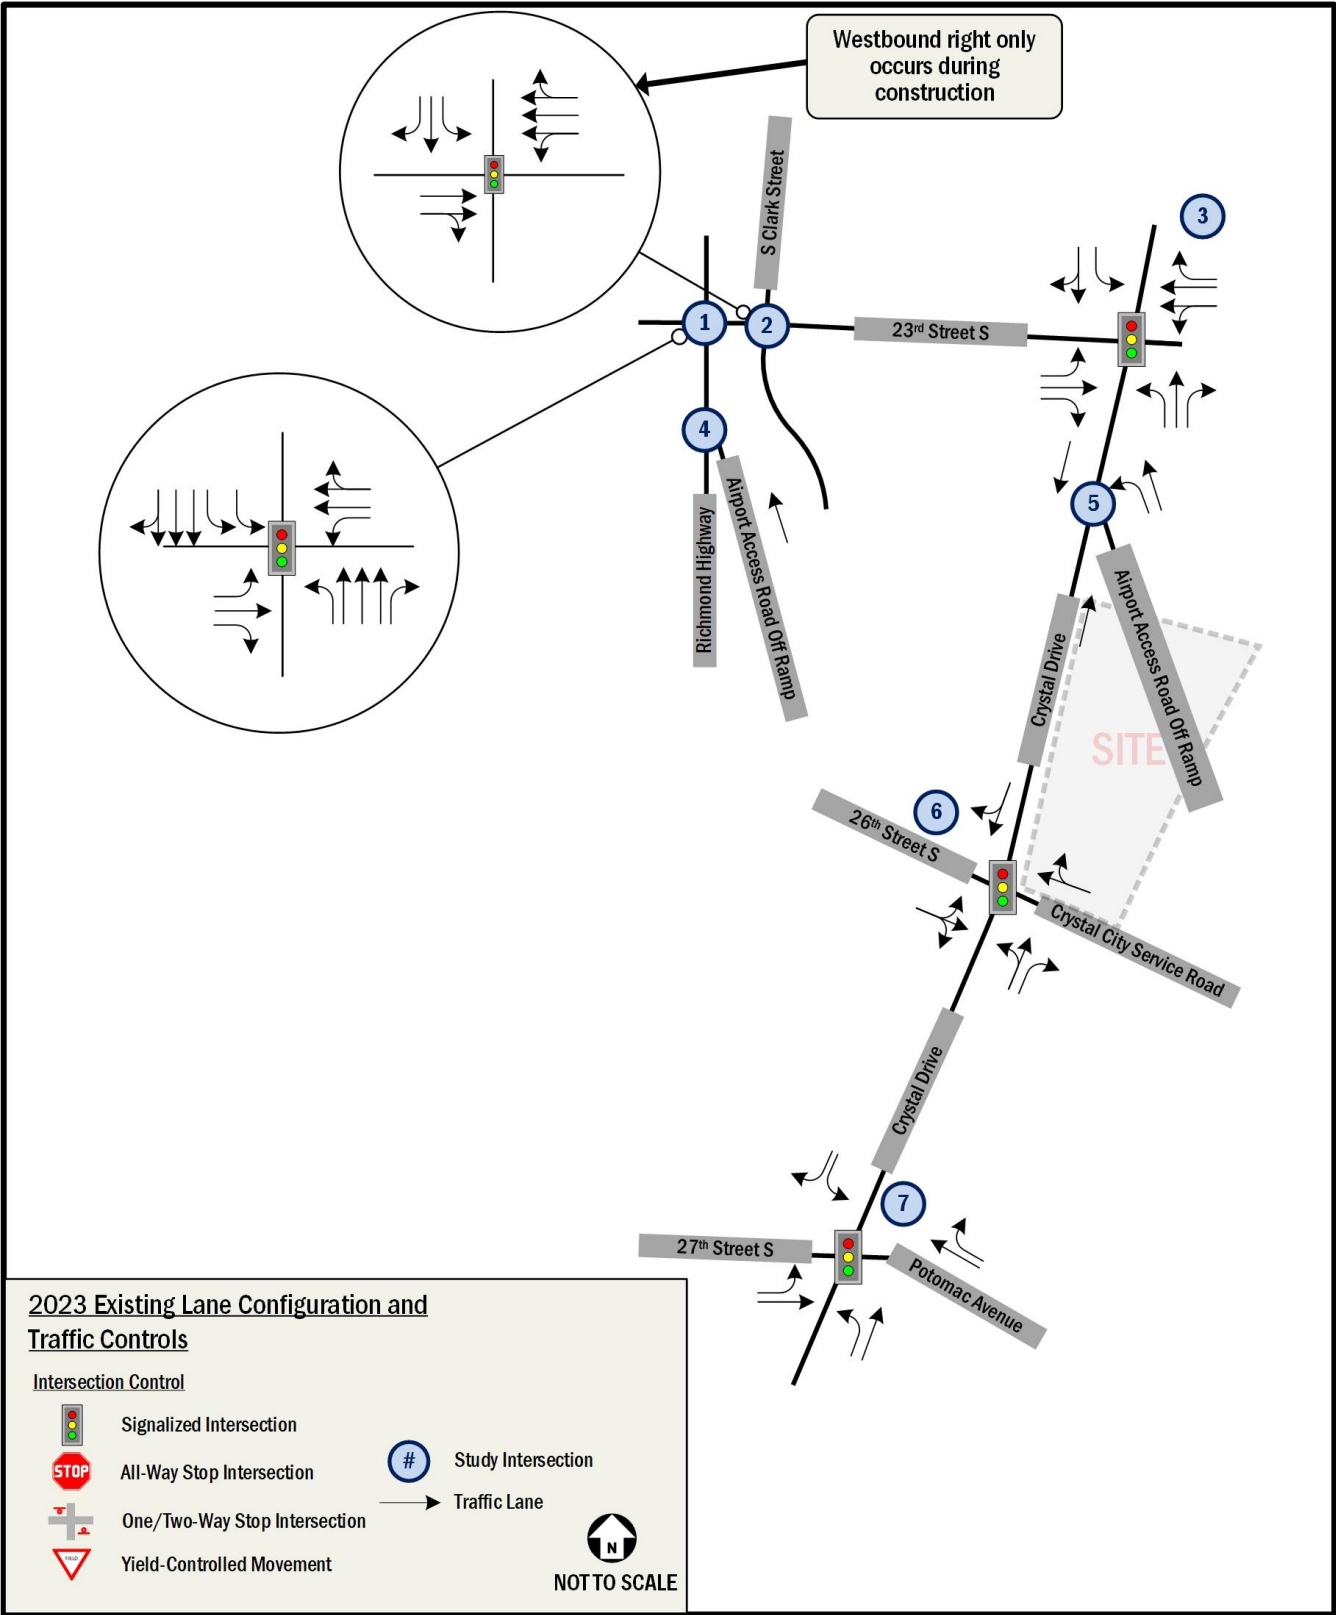 Westbound right only
occurs during
construction
S Clark Street
3
1
2
23rd Street S
4
5
Richmond Highway
Airport Access Road Off Ramp
Crystal Drive
Airport Access Road Off Ramp
SITE
6
26th Street S
Crystal City Service Road
Crystal Drive
7
27th Street S
Potomac Avenue
2023 Existing Lane Configuration and
Traffic Controls
Intersection Control
Signalized Intersection
STOP
All-Way Stop Intersection
One/Two-Way Stop Intersection
YIELD
Yield-Controlled Movement
#
Study Intersection
Traffic Lane
N
NOT TO SCALE